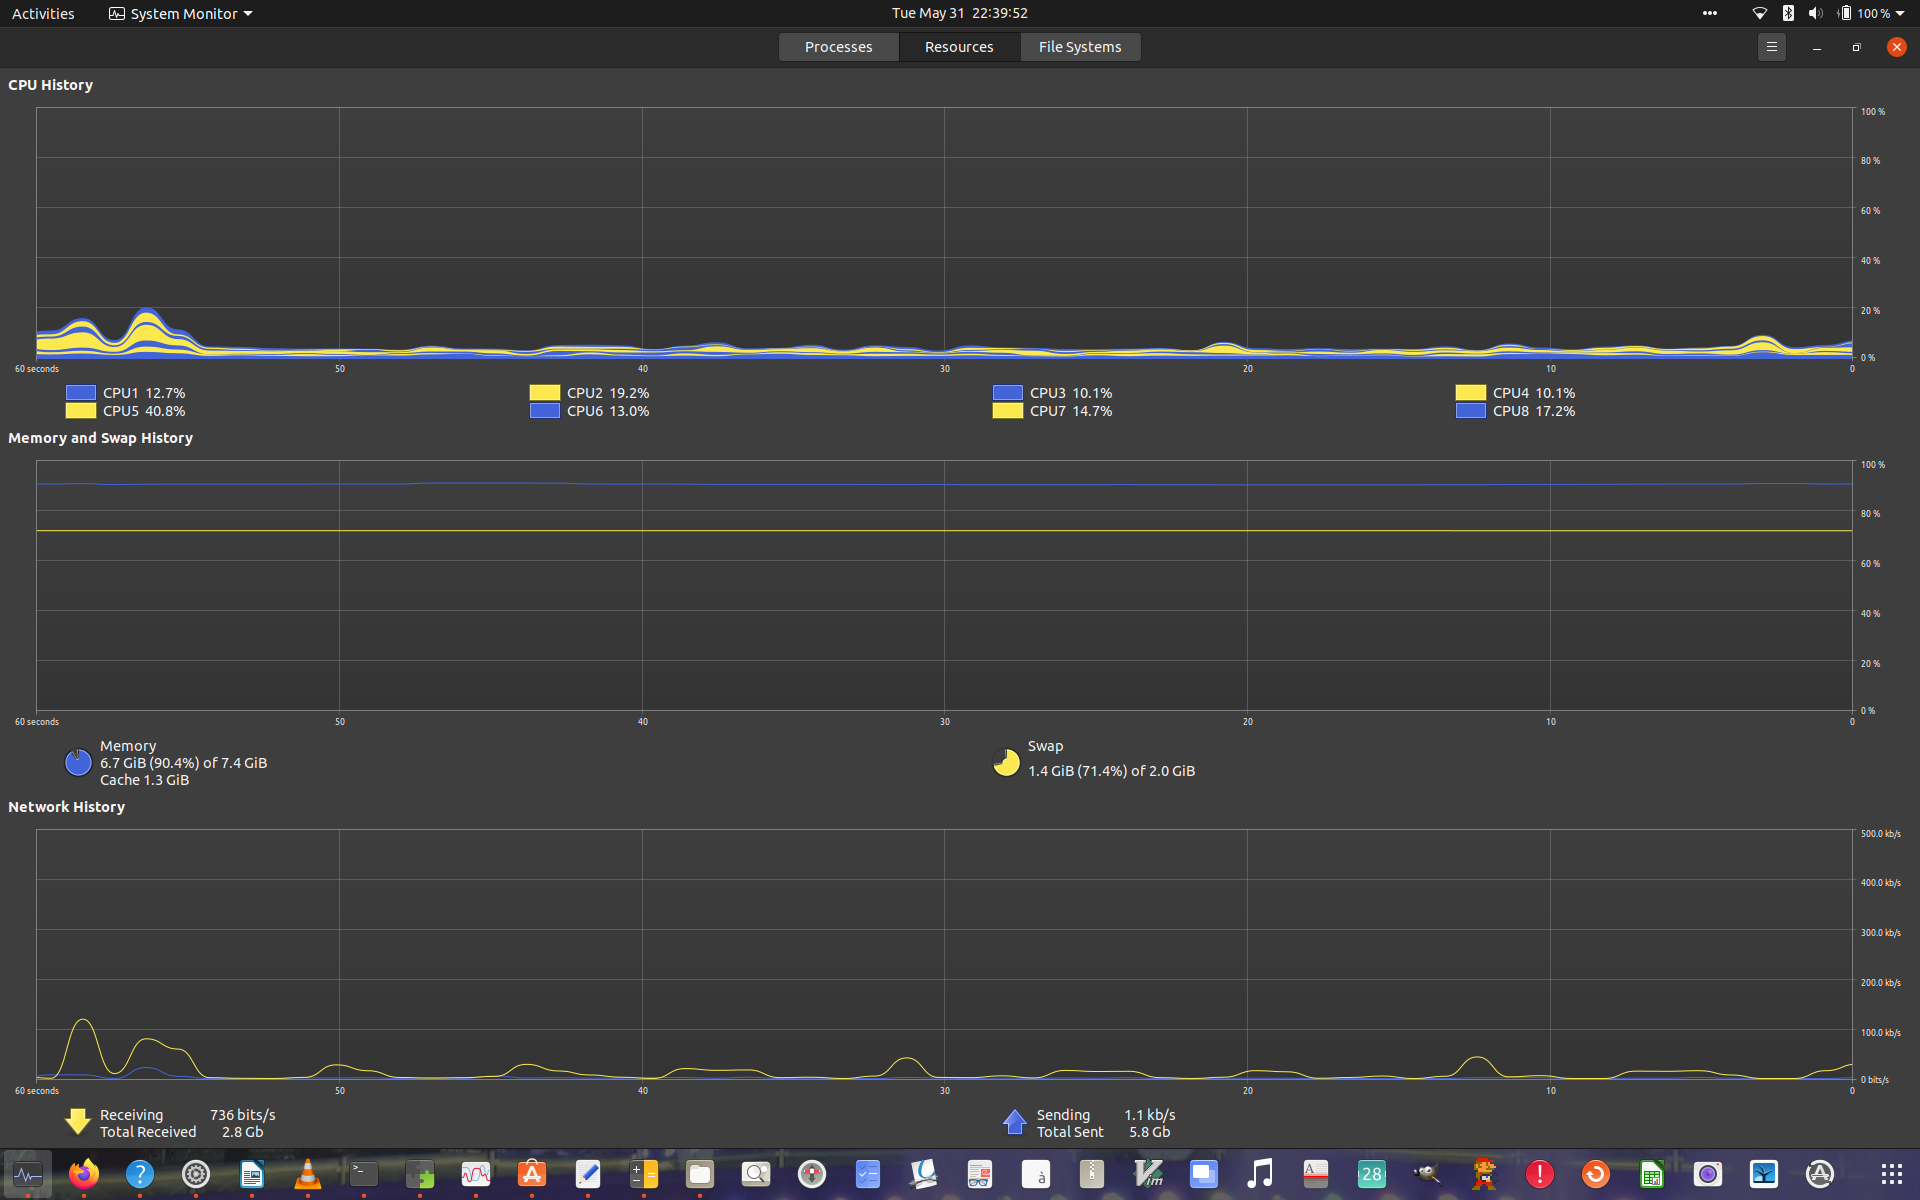 Activities
System Monitor
Tue May 31 22:39:52
100 %
Processes
Resources
File Systems
CPU History
100 %
80 %
60 %
40 %
20 %
0 %
60 seconds 50 40 30 20 10 0
CPU1 12.7% CPU2 19.2% CPU3 10.1% CPU4 10.1%
CPU5 40.8% CPU6 13.0% CPU7 14.7% CPU8 17.2%
Memory and Swap History
100 %
80 %
60 %
40 %
20 %
0 %
60 seconds 50 40 30 20 10 0
Memory
6.7 GiB (90.4%) of 7.4 GiB
Cache 1.3 GiB
Swap
1.4 GiB (71.4%) of 2.0 GiB
Network History
500.0 kb/s
400.0 kb/s
300.0 kb/s
200.0 kb/s
100.0 kb/s
0 bits/s
60 seconds 50 40 30 20 10 0
Receiving 736 bits/s
Total Received 2.8 Gb
Sending 1.1 kb/s
Total Sent 5.8 Gb
?
>_
à
Vim
A
28
!